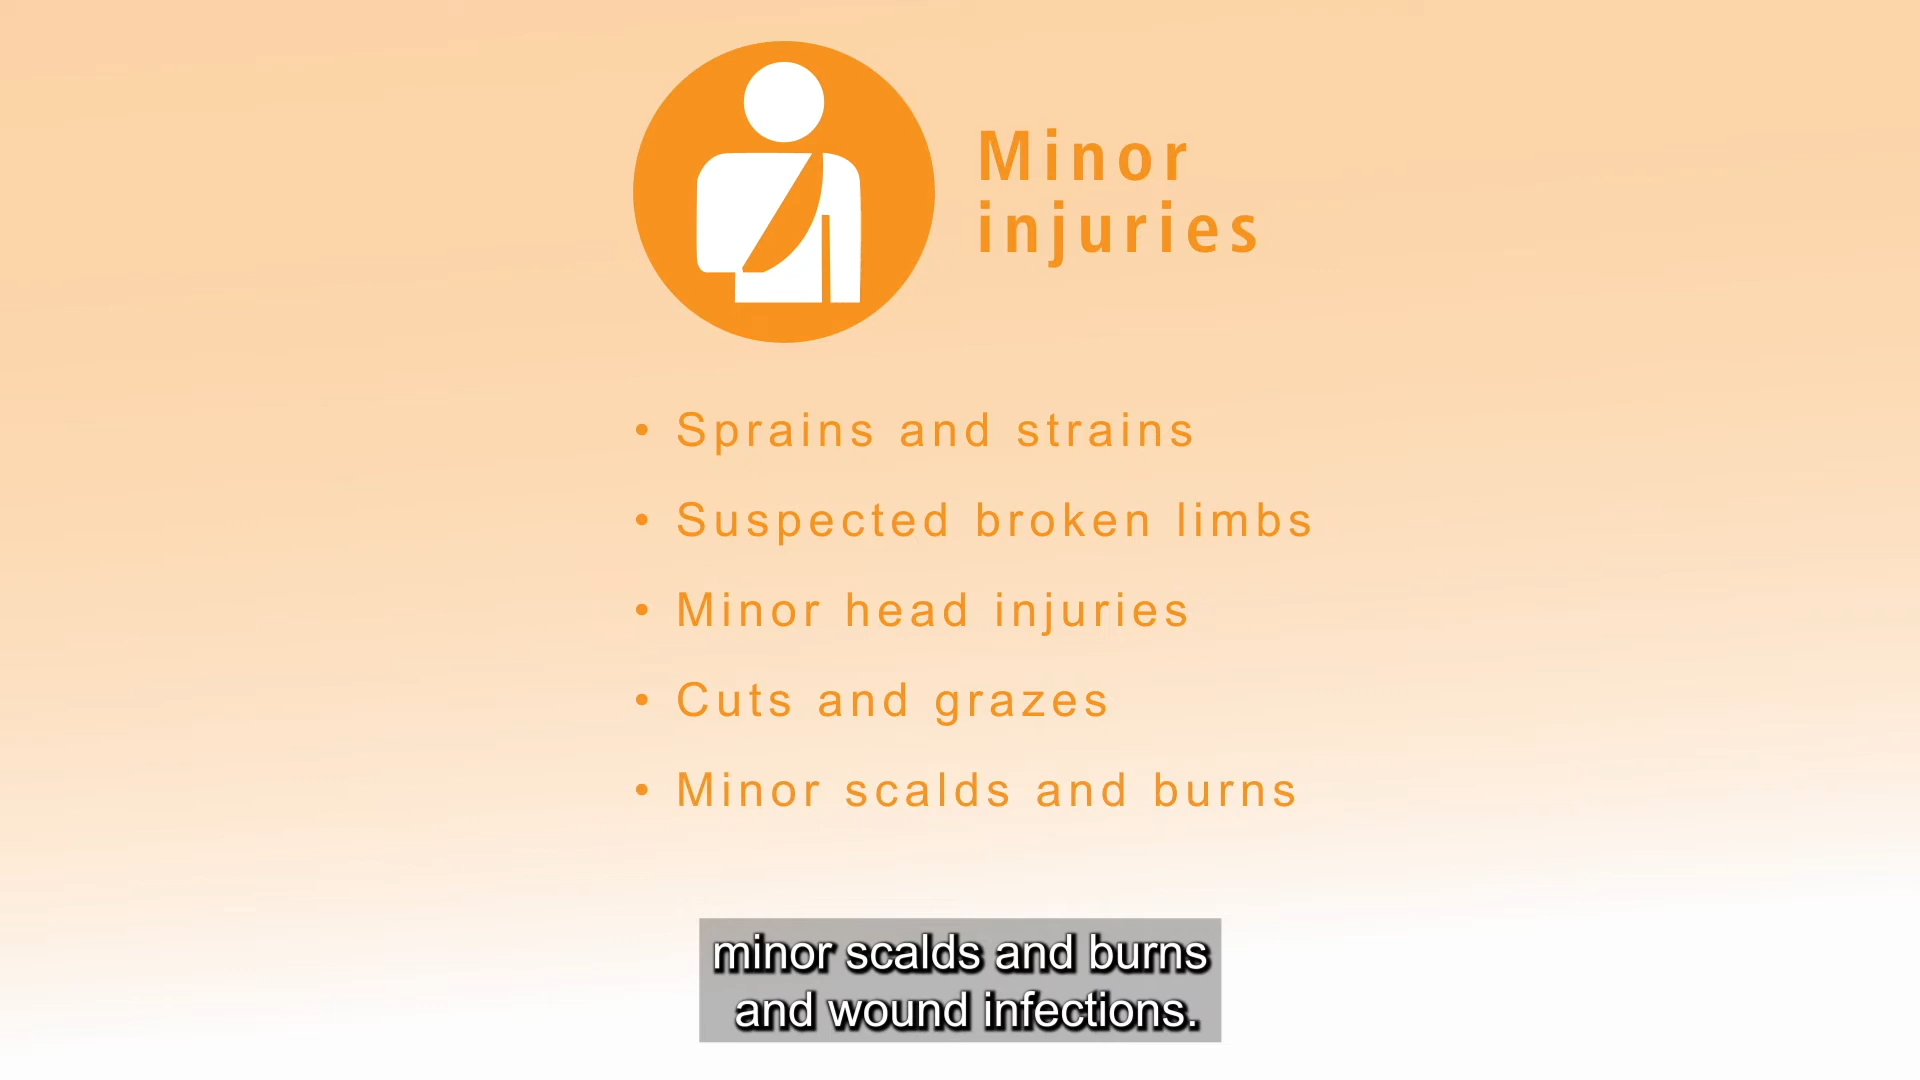 Minor
injuries
• Sprains and strains
• Suspected broken limbs
• Minor head injuries
• Cuts and grazes
• Minor scalds and burns
minor scalds and burns
and wound infections.